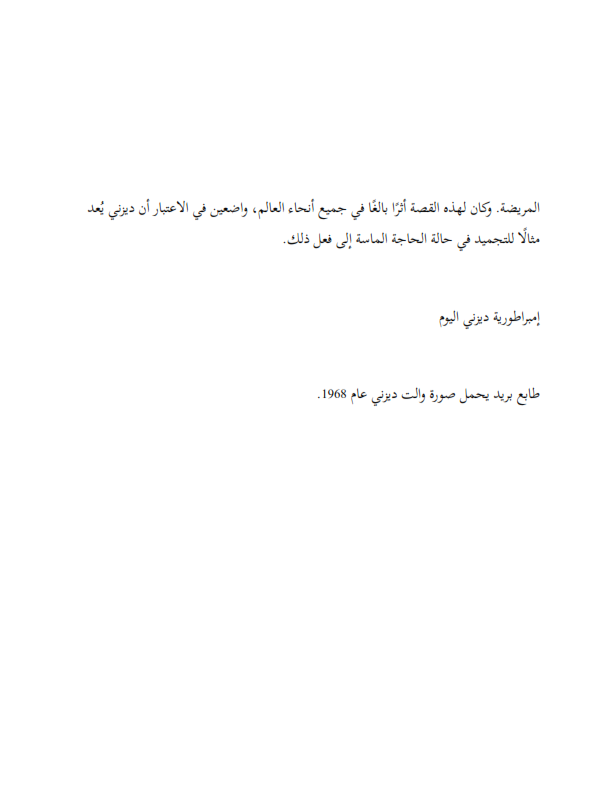 المريضة. وكان لهذه القصة أثرًا بالغًا في جميع أنحاء العالم، واضعين في الاعتبار أن ديزني يُعد
مثالًا للتجميد في حالة الحاجة الماسة إلى فعل ذلك.
إمبراطورية ديزني اليوم
طابع بريد يحمل صورة والت ديزني عام 1968.